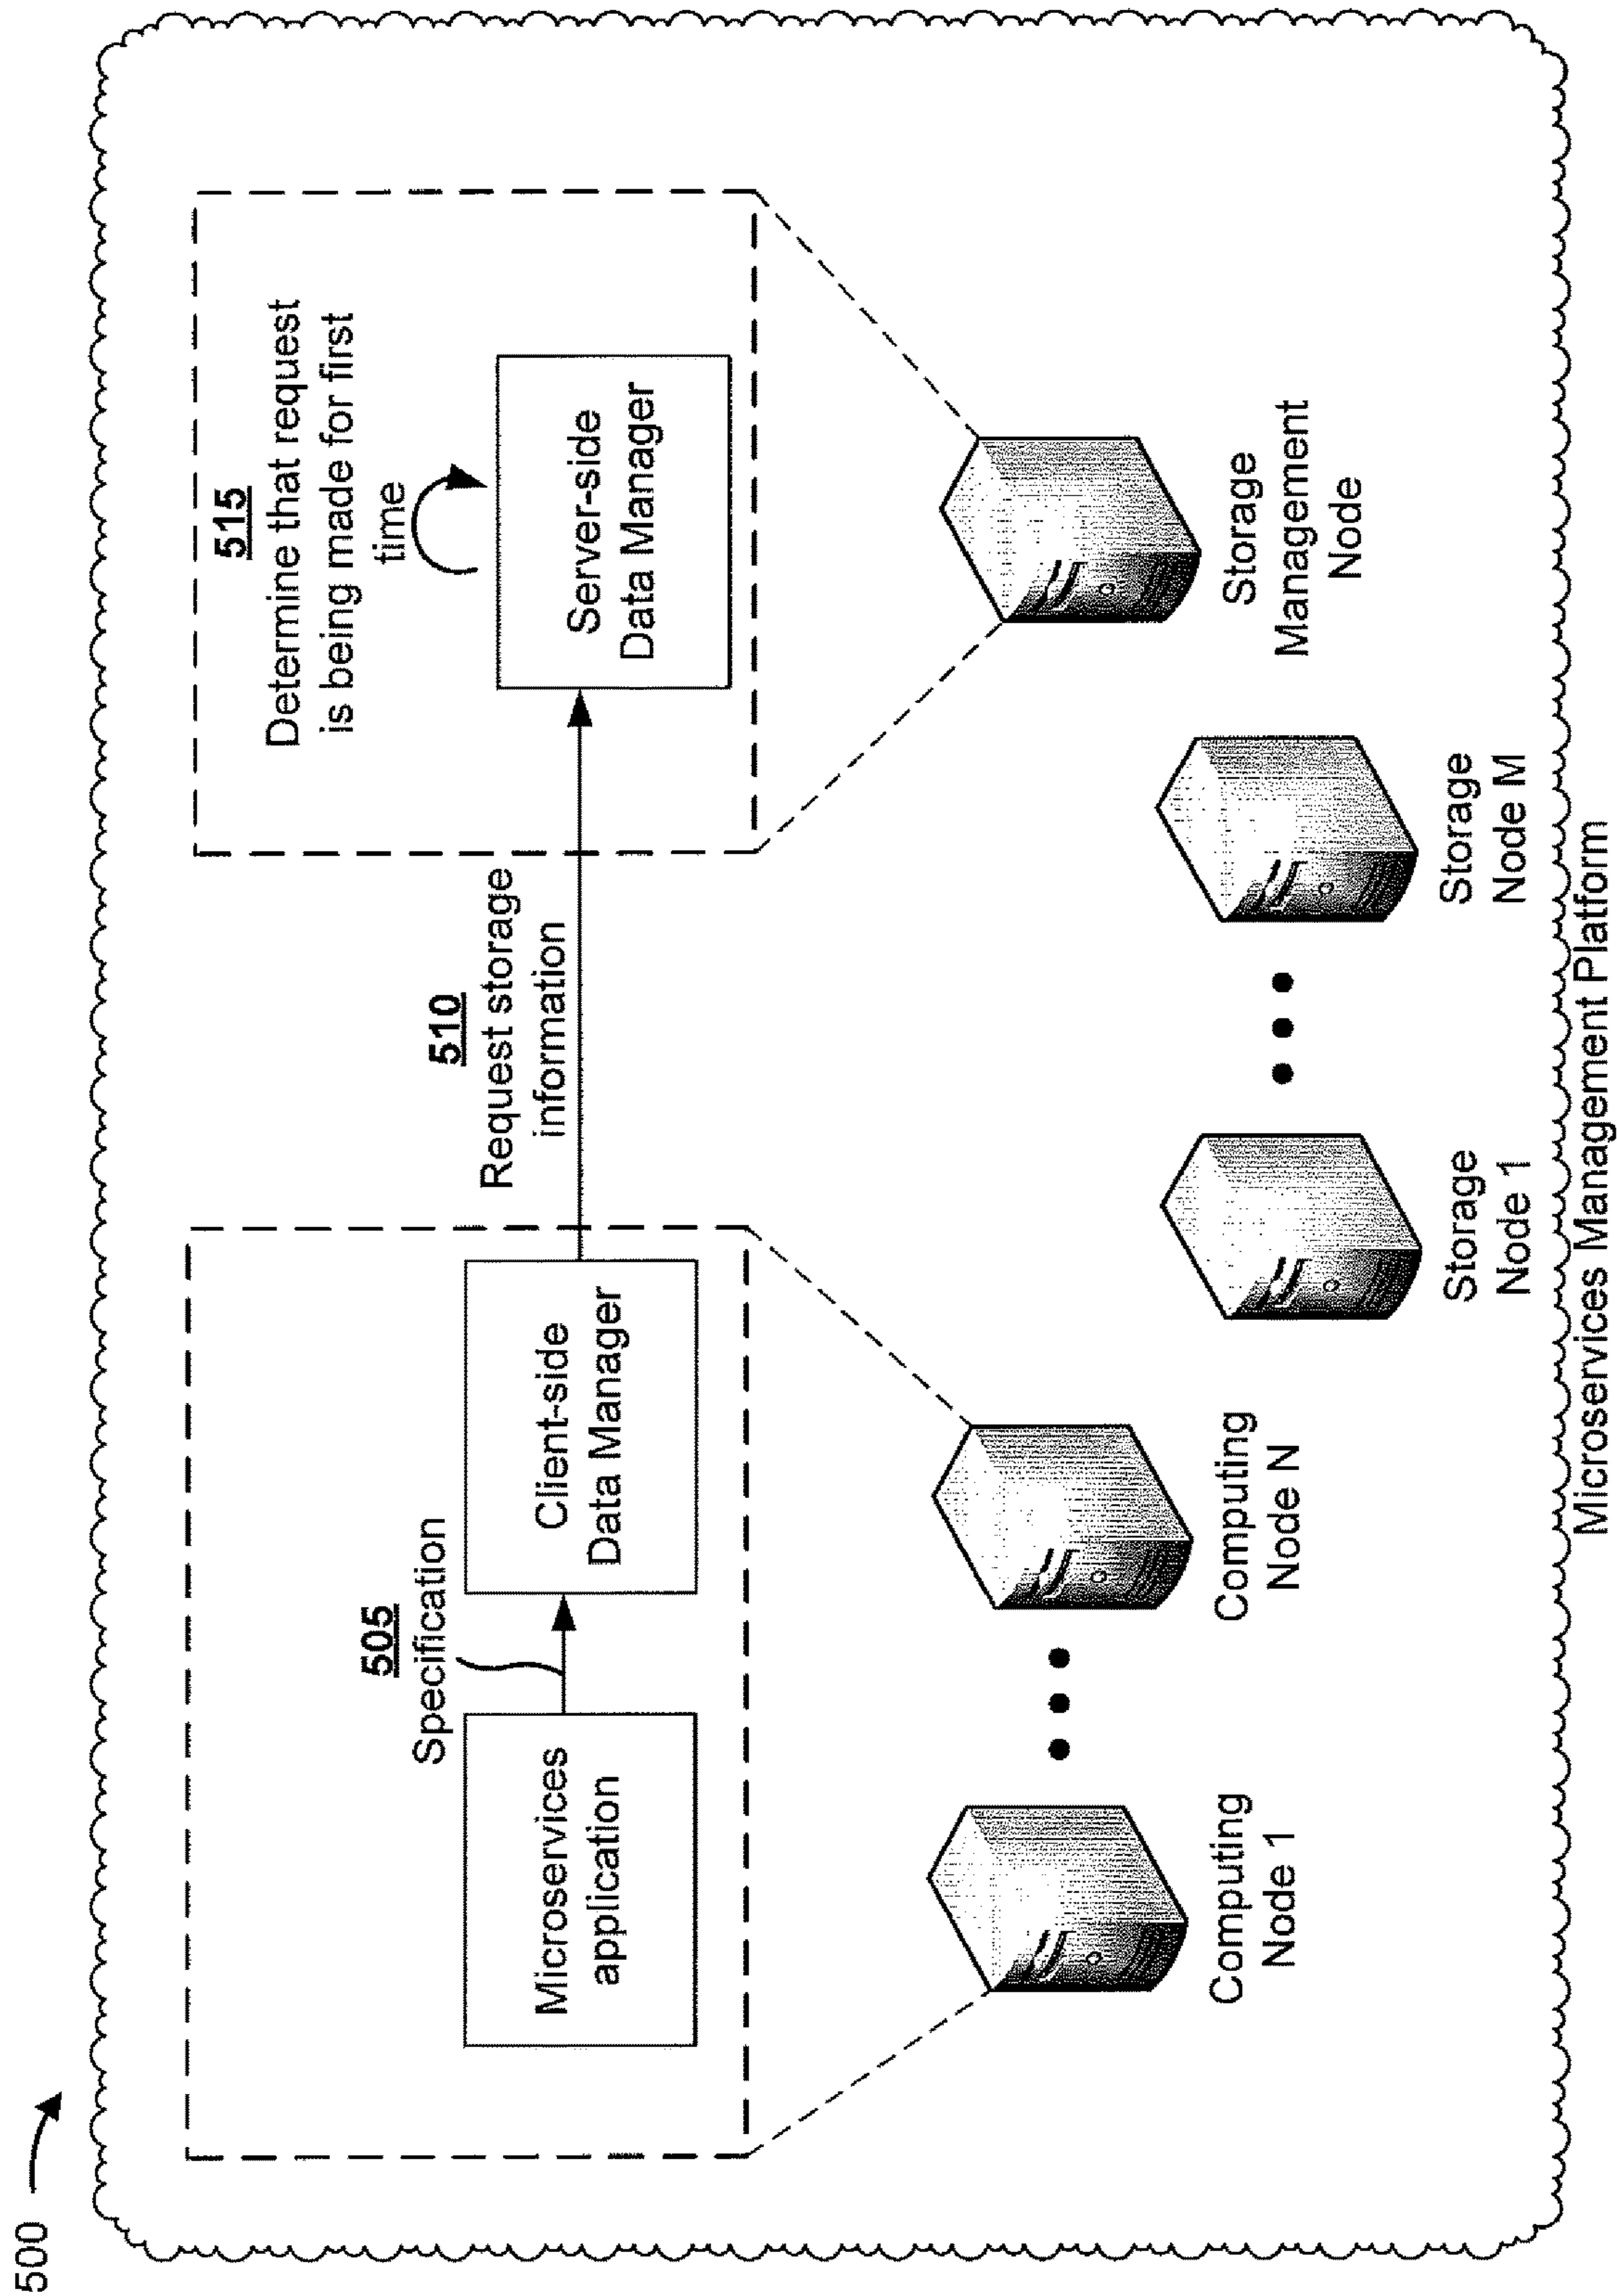 500
505
Specification
Microservices
application
Client-side
Data Manager
510
Request storage
information
515
Determine that request
is being made for first
time
Server-side
Data Manager
Computing
Node 1
Computing
Node N
Storage
Node 1
Storage
Node M
Storage
Management
Node
Microservices Management Platform